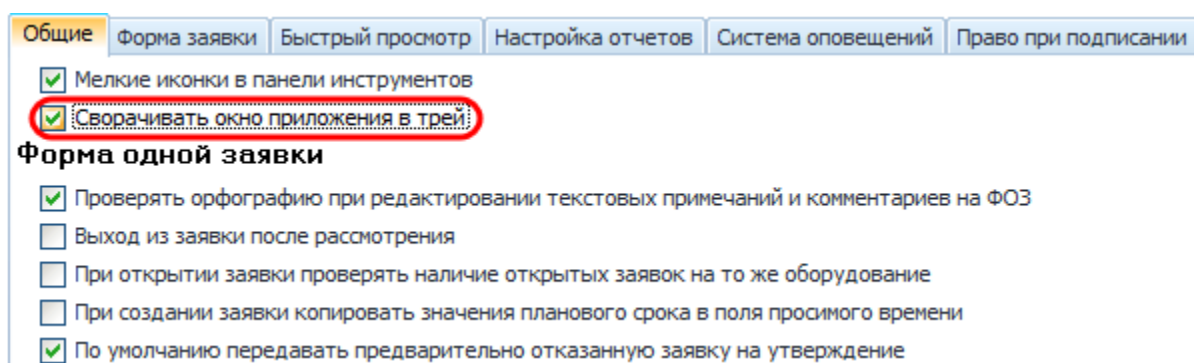 Общие Форма заявки Быстрый просмотр Настройка отчетов Система оповещений Право при подписании
Мелкие иконки в панели инструментов
Сворачивать окно приложения в трей
Форма одной заявки
Проверять орфографию при редактировании текстовых примечаний и комментариев на ФОЗ
Выход из заявки после рассмотрения
При открытии заявки проверять наличие открытых заявок на то же оборудование
При создании заявки копировать значения планового срока в поля просимого времени
По умолчанию передавать предварительно отказанную заявку на утверждение